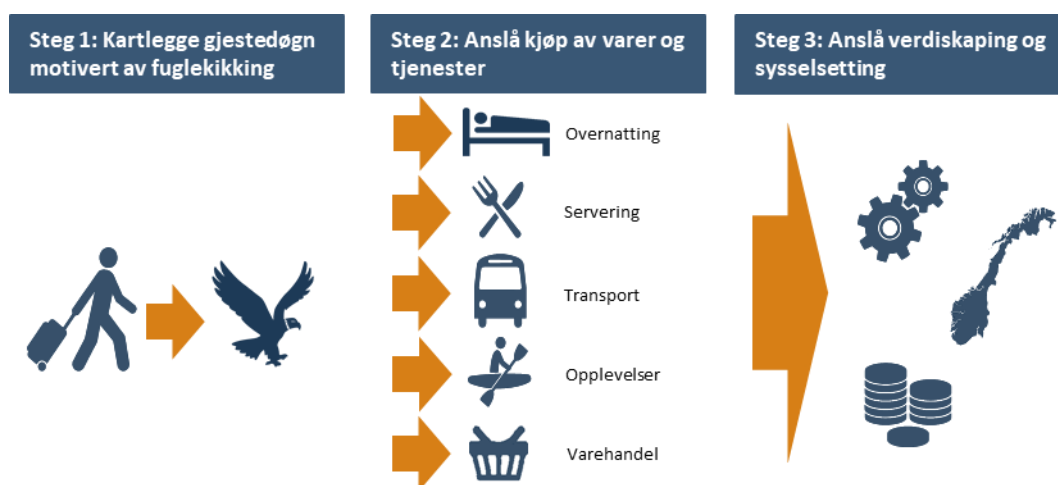 Steg 1: Kartlegge gjestedøgn
motivert av fuglekikking
Steg 2: Anslå kjøp av varer og
tjenester
Steg 3: Anslå verdiskaping og
sysselsetting
Overnatting
Servering
Transport
Opplevelser
Varehandel